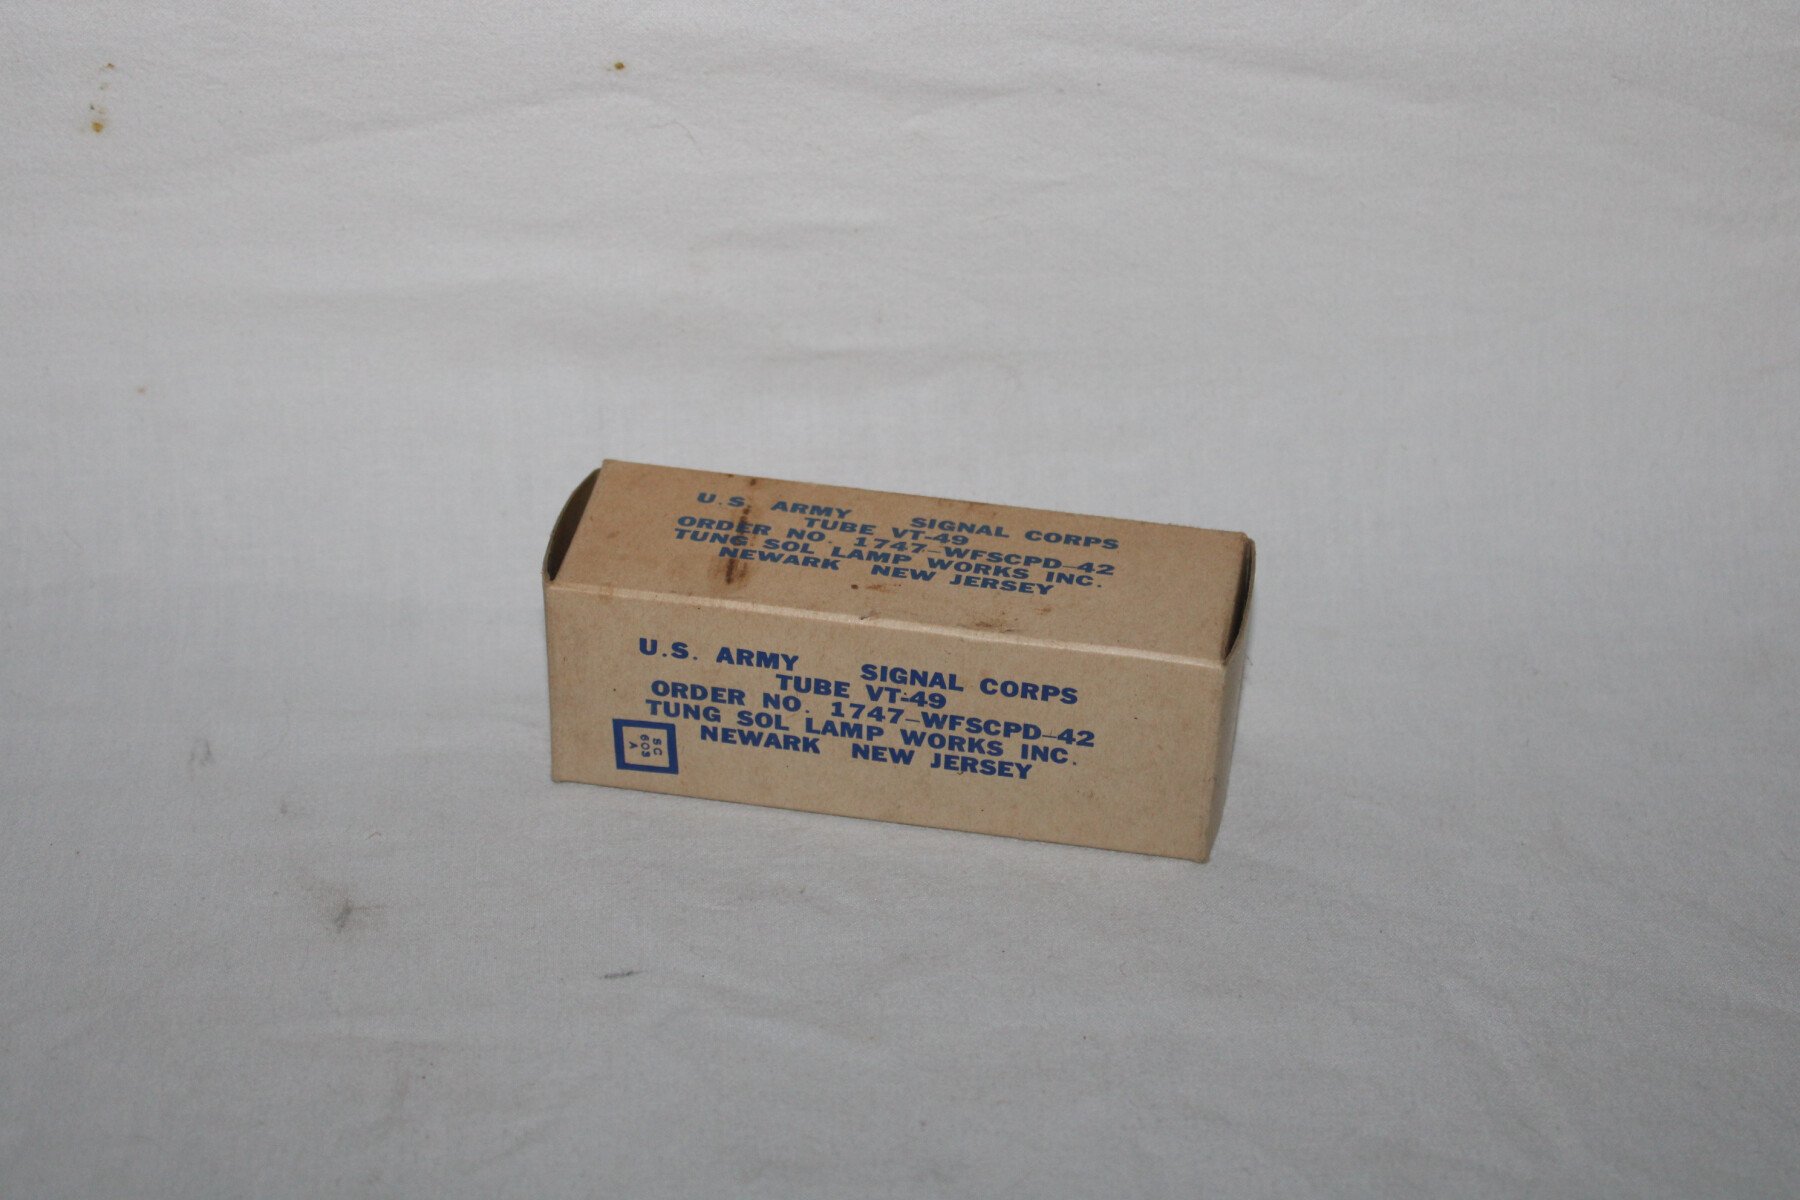 U.S. ARMY SIGNAL CORPS
TUBE VT-49
ORDER NO. 1747-WFSCPD-42
TUNG SOL LAMP WORKS INC.
NEWARK NEW JERSEY
U.S. ARMY SIGNAL CORPS
TUBE VT-49
ORDER NO. 1747-WFSCPD-42
TUNG SOL LAMP WORKS INC.
NEWARK NEW JERSEY
SC
603
A